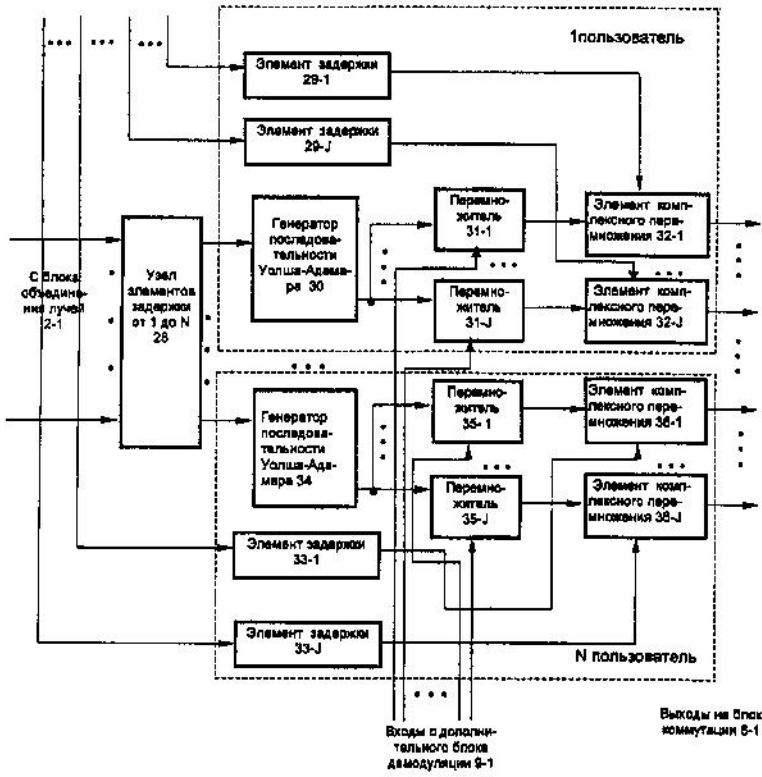 1пользователь
Элемент задержки
29-1
Элемент задержки
29-J
Перемно-
житель
31-1
Элемент комп-
лексного пере-
множения 32-1
Генератор
последова-
тельности
Уолша-Адама-
ра 30
Узел
элементов
задержки
от 1 до N
28
С блока
объедине-
ния лучей
2-1
Перемно-
житель
31-J
Элемент комп-
лексного пере-
множения 32-J
Перемно-
житель
35-1
Элемент комп-
лексного пере-
множения 36-1
Генератор
последова-
тельности
Уолша-Ада-
мара 34
Перемно-
житель
35-J
Элемент комп-
лексного пере-
множения 36-J
Элемент задержки
33-1
Элемент задержки
33-J
N пользователь
Входы с дополни-
тельного блока
демодуляции 9-1
Выходы на блок
коммутации 6-1